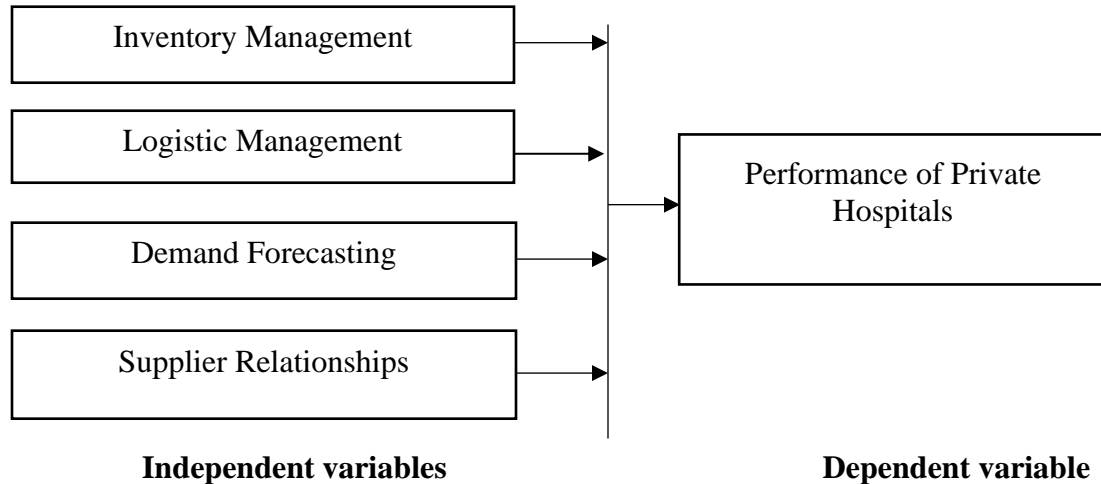 Inventory Management
Logistic Management
Demand Forecasting
Supplier Relationships
Performance of Private
Hospitals
Independent variables
Dependent variable